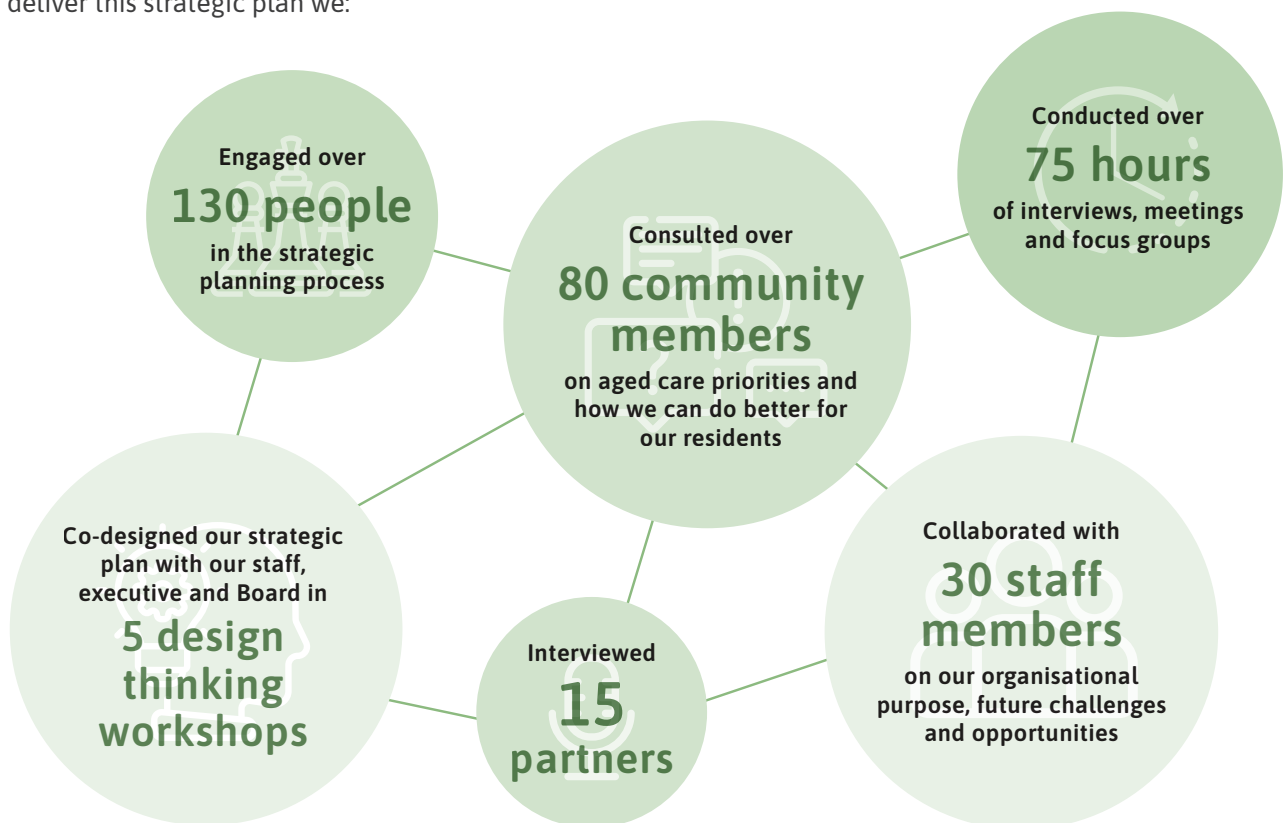 deliver this strategic plan we:
Engaged over
130 people
in the strategic
planning process
Consulted over
80 community
members
on aged care priorities and
how we can do better for
our residents
Conducted over
75 hours
of interviews, meetings
and focus groups
Co-designed our strategic
plan with our staff,
executive and Board in
5 design
thinking
workshops
Interviewed
15
partners
Collaborated with
30 staff
members
on our organisational
purpose, future challenges
and opportunities